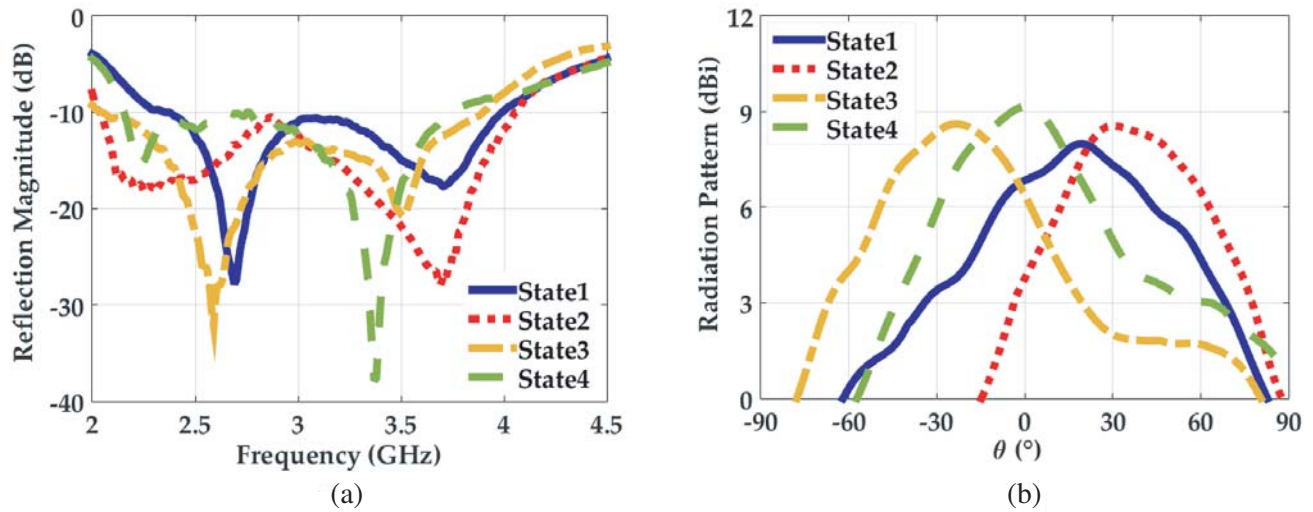 0
-10
-20
-30
-40
2
2.5
3
3.5
4
4.5
Reflection Magnitude (dB)
Frequency (GHz)
State1
State2
State3
State4
(a)
12
9
6
3
0
-90
-60
-30
0
30
60
90
Radiation Pattern (dBi)
θ (°)
State1
State2
State3
State4
(b)